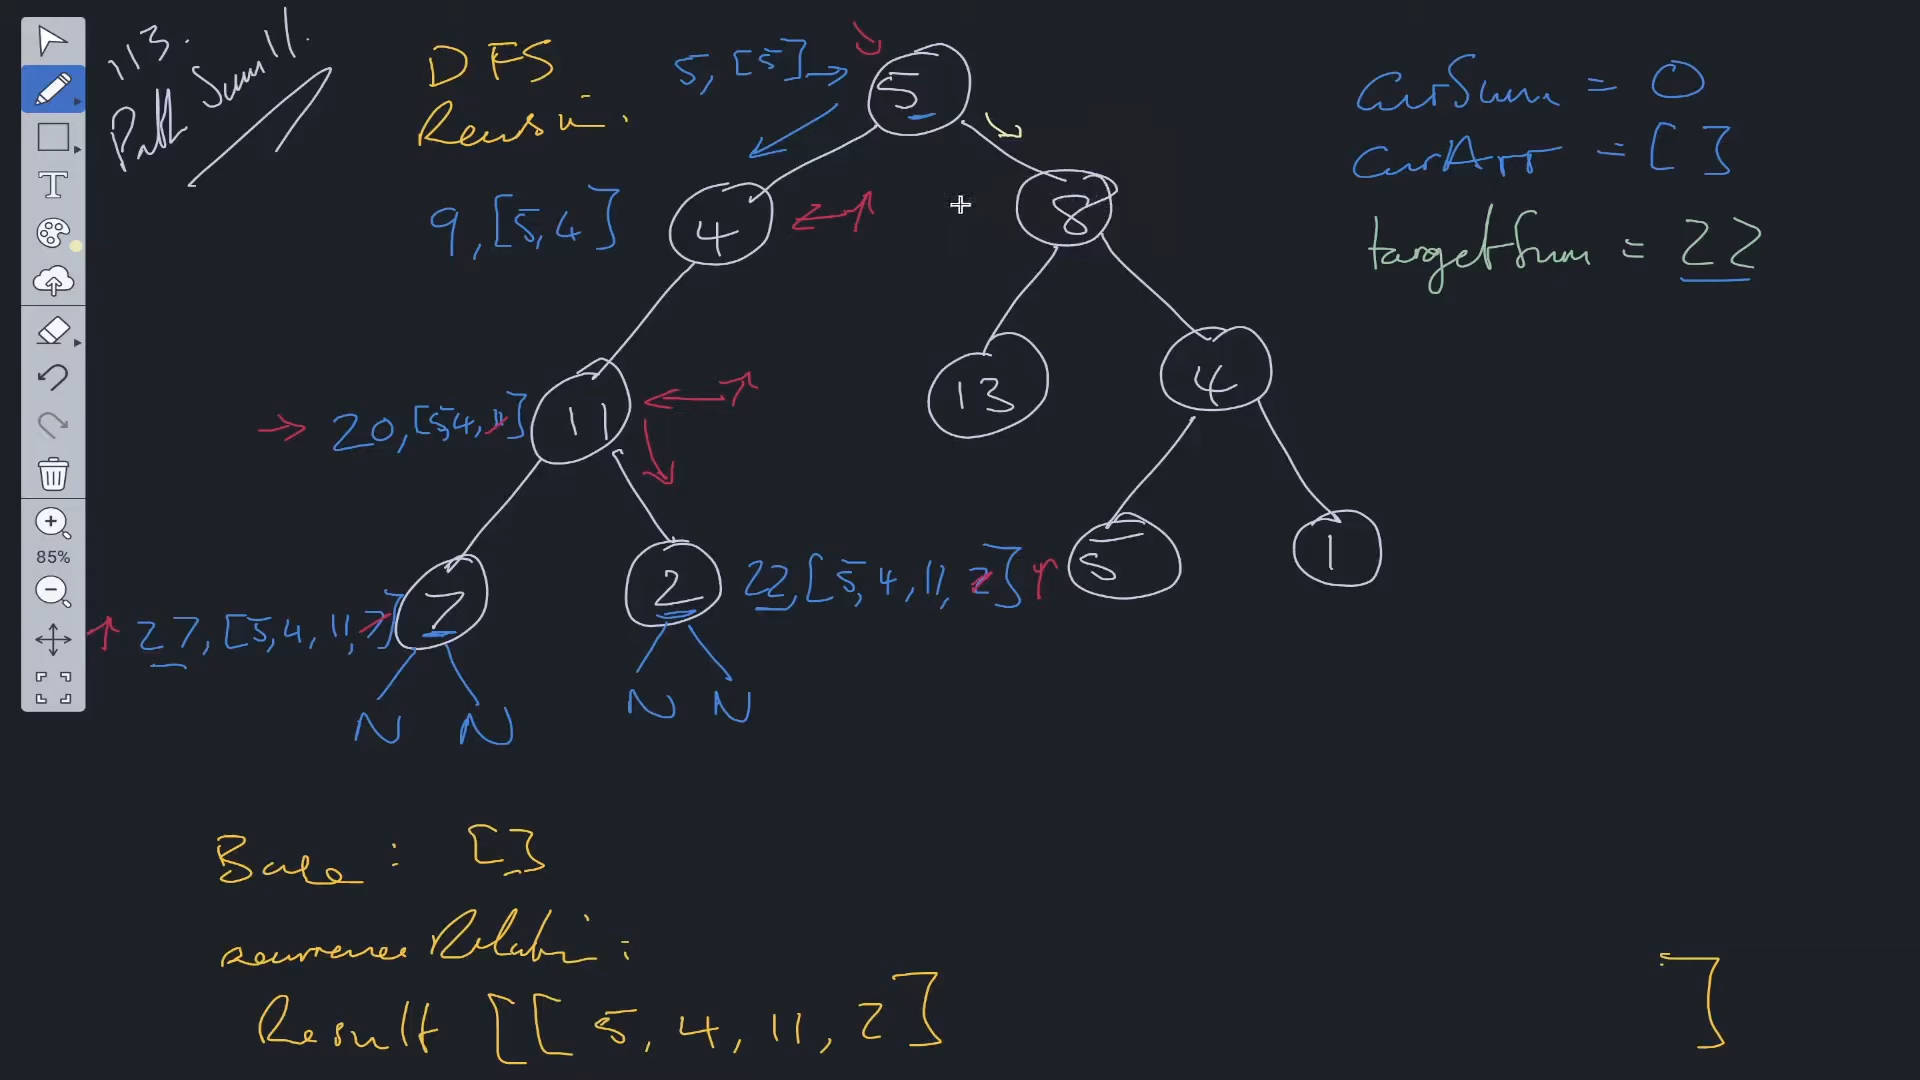 113.
Path Sum 11.
DFS
Recursion.
5, [5]
5
curSum = 0
curArr = [ ]
targetSum = 22
9, [5,4]
4
8
20, [5,4,11]
11
13
4
27, [5,4,11,7]
7
2
22, [5,4,11,2]
5
1
N N
N N
85%
Base : [ ]
recurrence Relation:
Result [[5, 4, 11, 2]
]